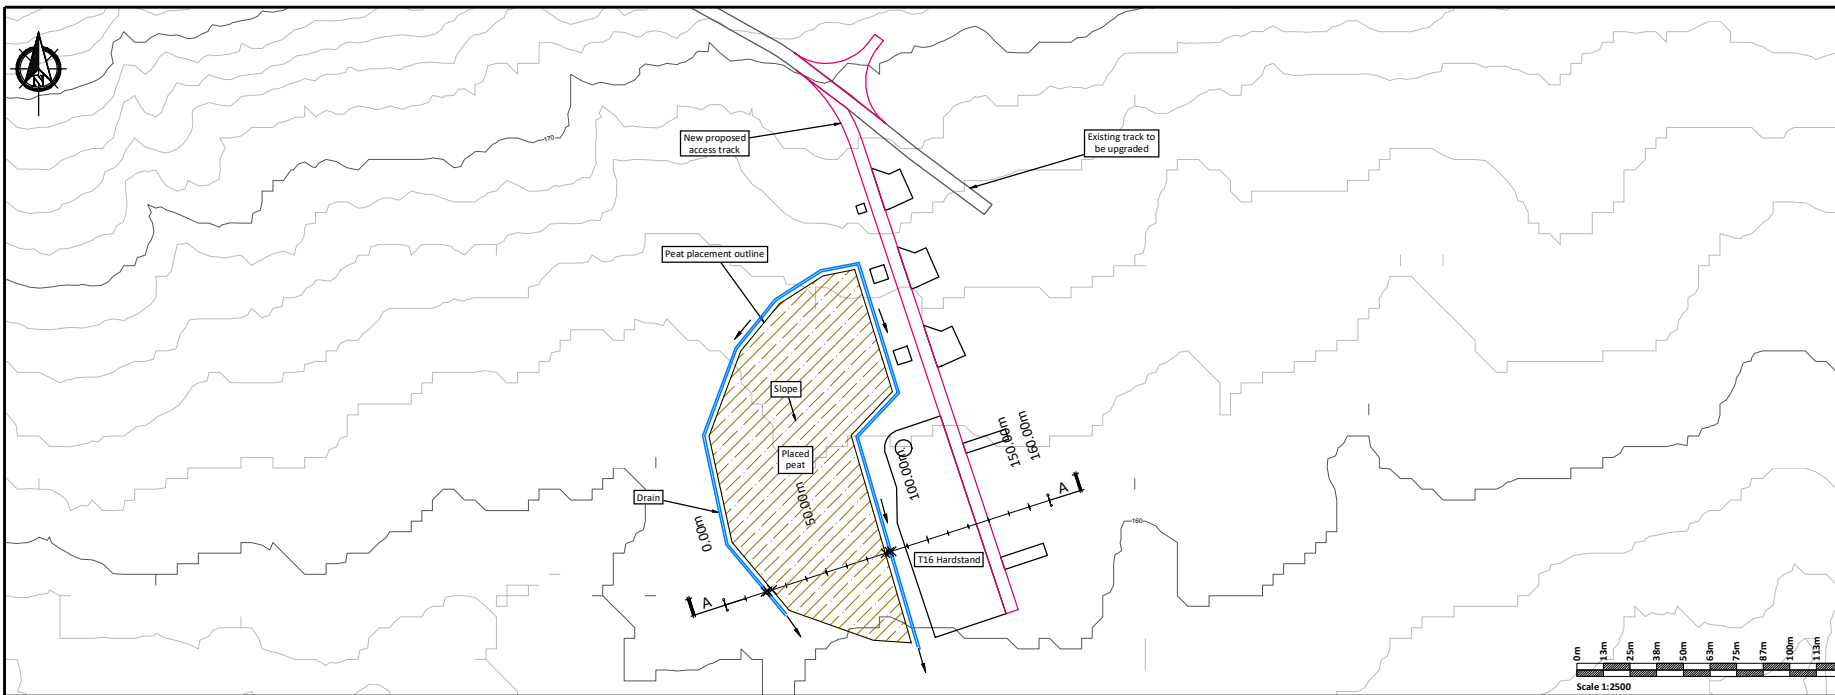 N
170
New proposed
access track
Existing track to
be upgraded
Peat placement outline
Slope
Placed
peat
Drain
0.00m
50.00m
100.00m
150.00m
160.00m
A
A
T16 Hardstand
160
0m
13m
25m
38m
50m
63m
75m
87m
100m
113m
Scale 1:2500